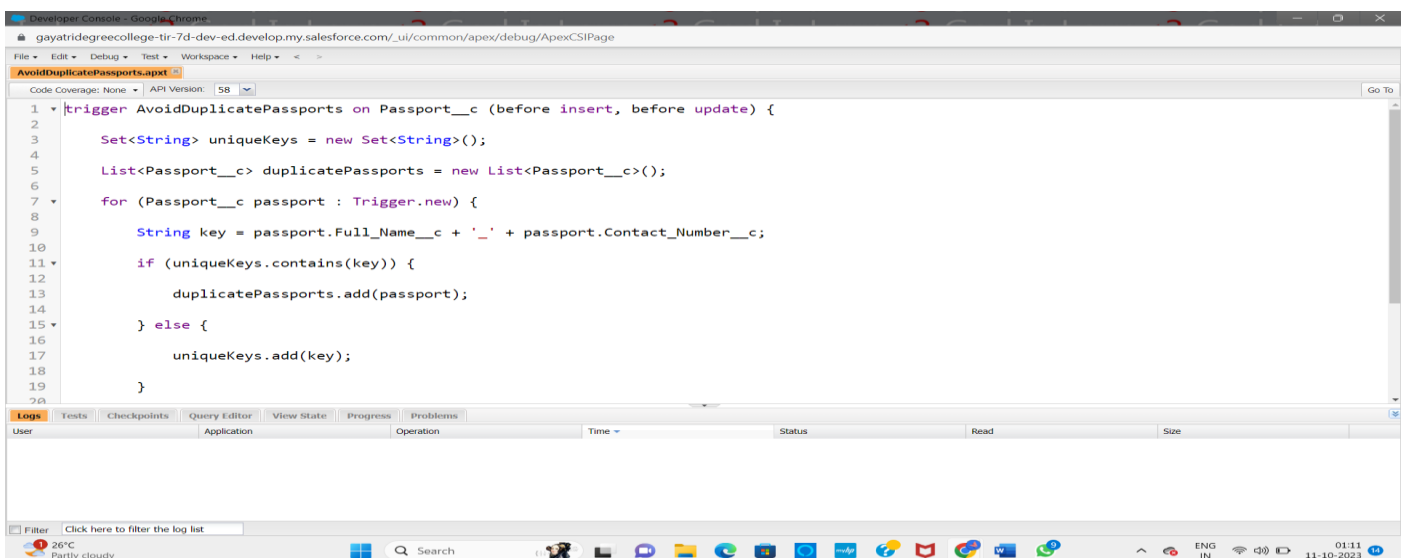 Developer Console - Google Chrome
gayatridegreecollege-tir-7d-dev-ed.develop.my.salesforce.com/_ui/common/apex/debug/ApexCSIPage
File Edit Debug Test Workspace Help < >
AvoidDuplicatePassports.apxt
Code Coverage: None API Version: 58 Go To
1 trigger AvoidDuplicatePassports on Passport__c (before insert, before update) {
2
3 Set<String> uniqueKeys = new Set<String>();
4
5 List<Passport__c> duplicatePassports = new List<Passport__c>();
6
7 for (Passport__c passport : Trigger.new) {
8
9 String key = passport.Full_Name__c + '_' + passport.Contact_Number__c;
10
11 if (uniqueKeys.contains(key)) {
12
13 duplicatePassports.add(passport);
14
15 } else {
16
17 uniqueKeys.add(key);
18
19 }
20
Logs Tests Checkpoints Query Editor View State Progress Problems
User Application Operation Time Status Read Size
Filter Click here to filter the log list
1 26°C Search ENG 01:11
Partly cloudy IN 11-10-2023 14